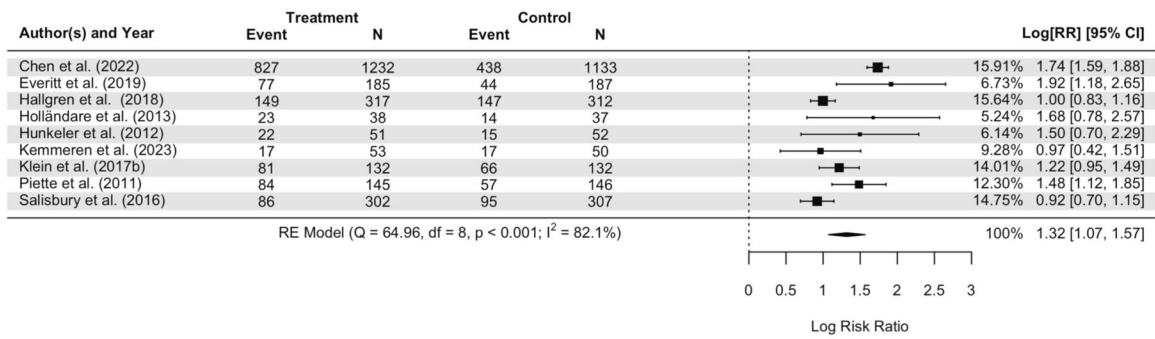 Treatment Control
Author(s) and Year Event N Event N Log[RR] [95% CI]
Chen et al. (2022) 827 1232 438 1133 15.91% 1.74 [1.59, 1.88]
Everitt et al. (2019) 77 185 44 187 6.73% 1.92 [1.18, 2.65]
Hallgren et al. (2018) 149 317 147 312 15.64% 1.00 [0.83, 1.16]
Holländare et al. (2013) 23 38 14 37 5.24% 1.68 [0.78, 2.57]
Hunkeler et al. (2012) 22 51 15 52 6.14% 1.50 [0.70, 2.29]
Kemmeren et al. (2023) 17 53 17 50 9.28% 0.97 [0.42, 1.51]
Klein et al. (2017b) 81 132 66 132 14.01% 1.22 [0.95, 1.49]
Piette et al. (2011) 84 145 57 146 12.30% 1.48 [1.12, 1.85]
Salisbury et al. (2016) 86 302 95 307 14.75% 0.92 [0.70, 1.15]
RE Model (Q = 64.96, df = 8, p < 0.001; I² = 82.1%) 100% 1.32 [1.07, 1.57]
0 0.5 1 1.5 2 2.5 3
Log Risk Ratio